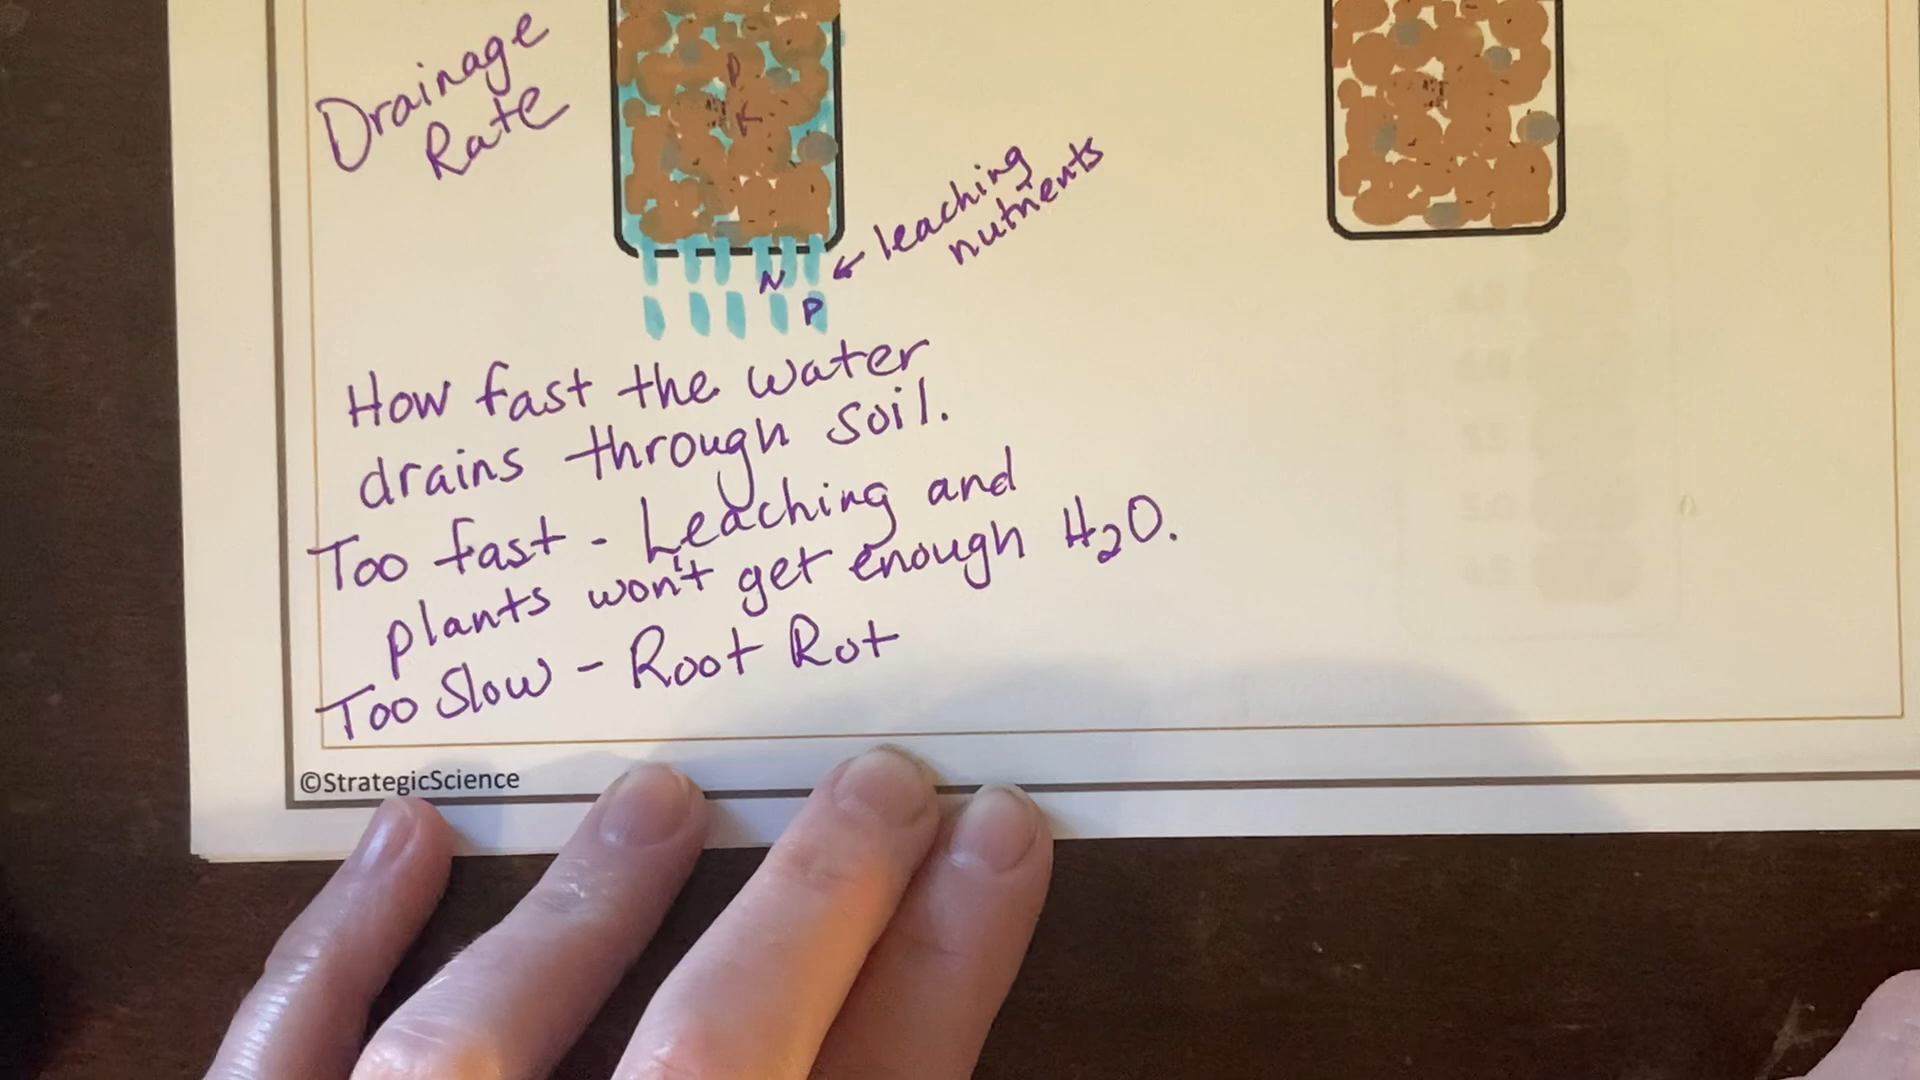 Drainage
Rate
P
K
leaching
nutrients
N
P
How fast the water
drains through soil.
Too fast - Leaching and
plants won't get enough H₂O.
Too Slow - Root Rot
©StrategicScience